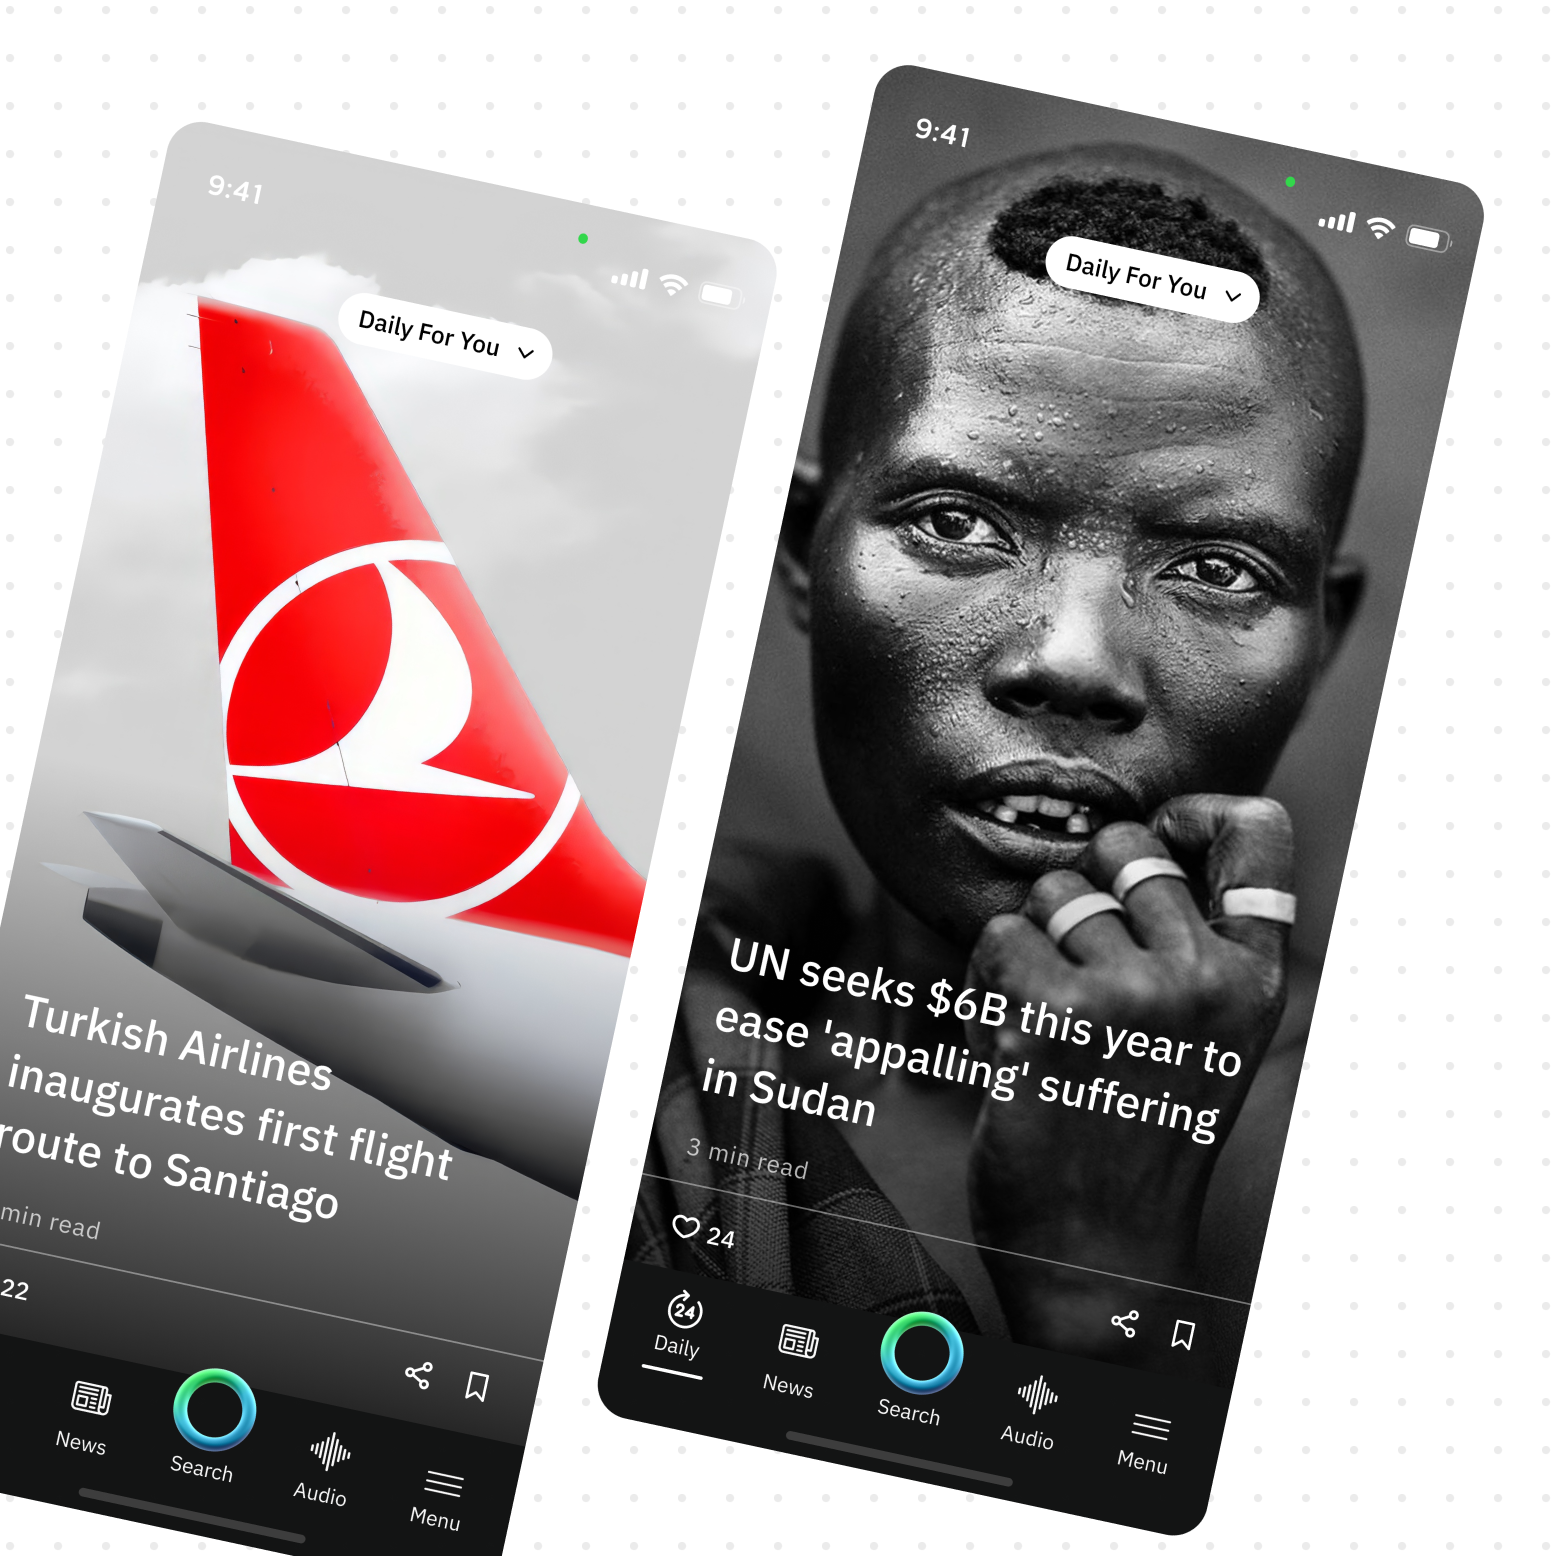 9:41
Daily For You
Turkish Airlines
inaugurates first flight
route to Santiago
min read
22
News
Search
Audio
Menu
9:41
Daily For You
UN seeks $6B this year to
ease 'appalling' suffering
in Sudan
3 min read
24
24
Daily
News
Search
Audio
Menu